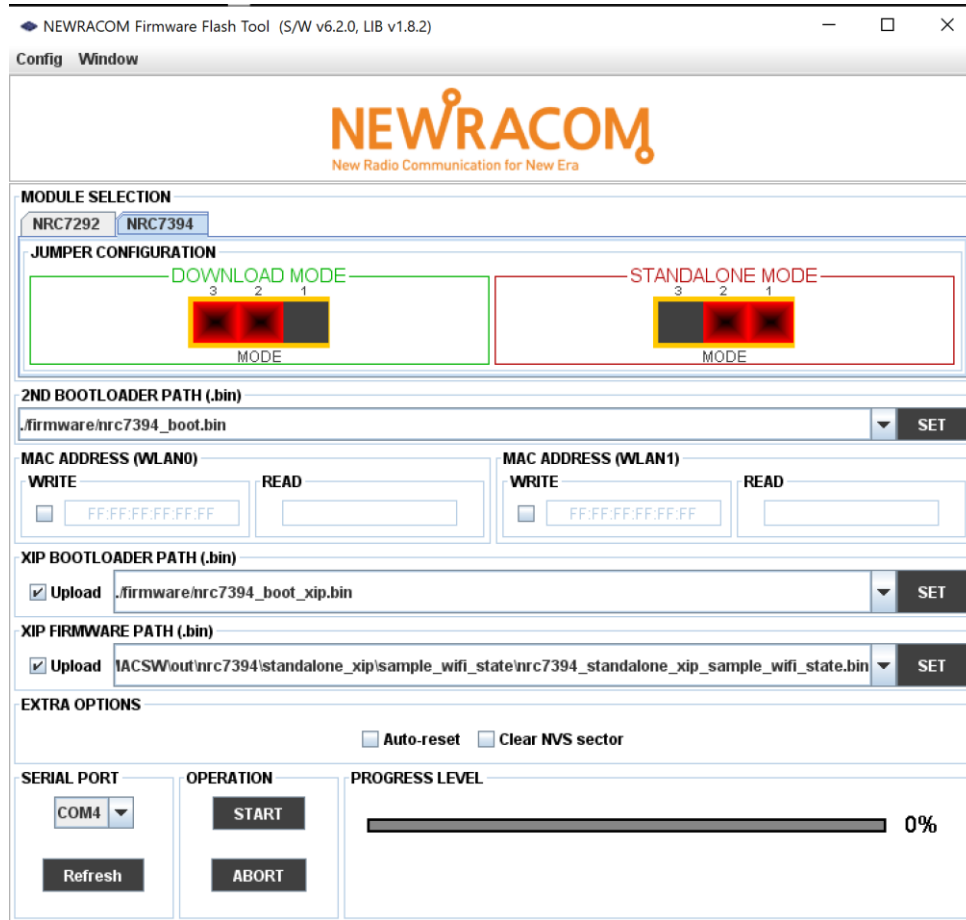 NEWRACOM Firmware Flash Tool (S/W v6.2.0, LIB v1.8.2)
Config Window
NEWRACOM
New Radio Communication for New Era
MODULE SELECTION
NRC7292 NRC7394
JUMPER CONFIGURATION
DOWNLOAD MODE
3 2 1
MODE
STANDALONE MODE
3 2 1
MODE
2ND BOOTLOADER PATH (.bin)
./firmware/nrc7394_boot.bin SET
MAC ADDRESS (WLAN0)
WRITE READ
FF:FF:FF:FF:FF:FF
MAC ADDRESS (WLAN1)
WRITE READ
FF:FF:FF:FF:FF:FF
XIP BOOTLOADER PATH (.bin)
Upload ./firmware/nrc7394_boot_xip.bin SET
XIP FIRMWARE PATH (.bin)
Upload ACSW\out\nrc7394\standalone_xip\sample_wifi_state\nrc7394_standalone_xip_sample_wifi_state.bin SET
EXTRA OPTIONS
Auto-reset Clear NVS sector
SERIAL PORT
COM4
Refresh
OPERATION
START
ABORT
PROGRESS LEVEL
0%